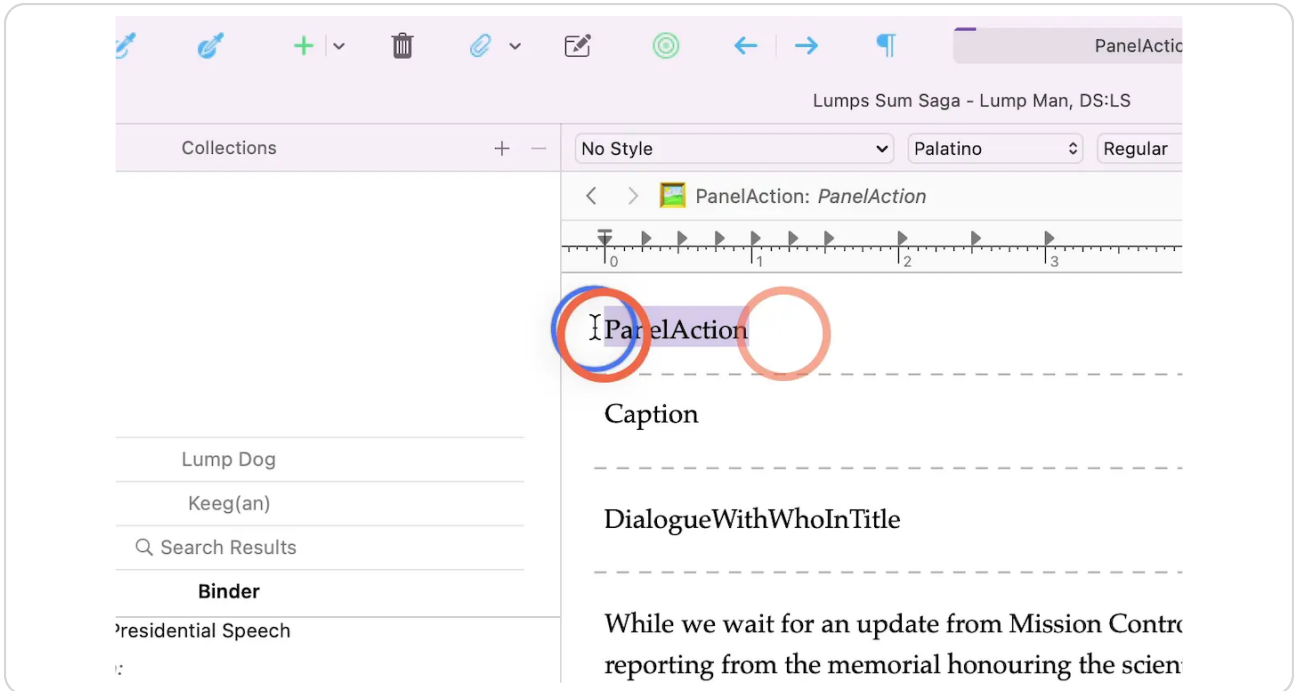 PanelActio
Lumps Sum Saga - Lump Man, DS:LS
Collections
No Style
Palatino
Regular
PanelAction: PanelAction
0 1 2 3
PanelAction
Caption
DialogueWithWhoInTitle
While we wait for an update from Mission Contro
reporting from the memorial honouring the scien
Lump Dog
Keeg(an)
Search Results
Binder
Presidential Speech